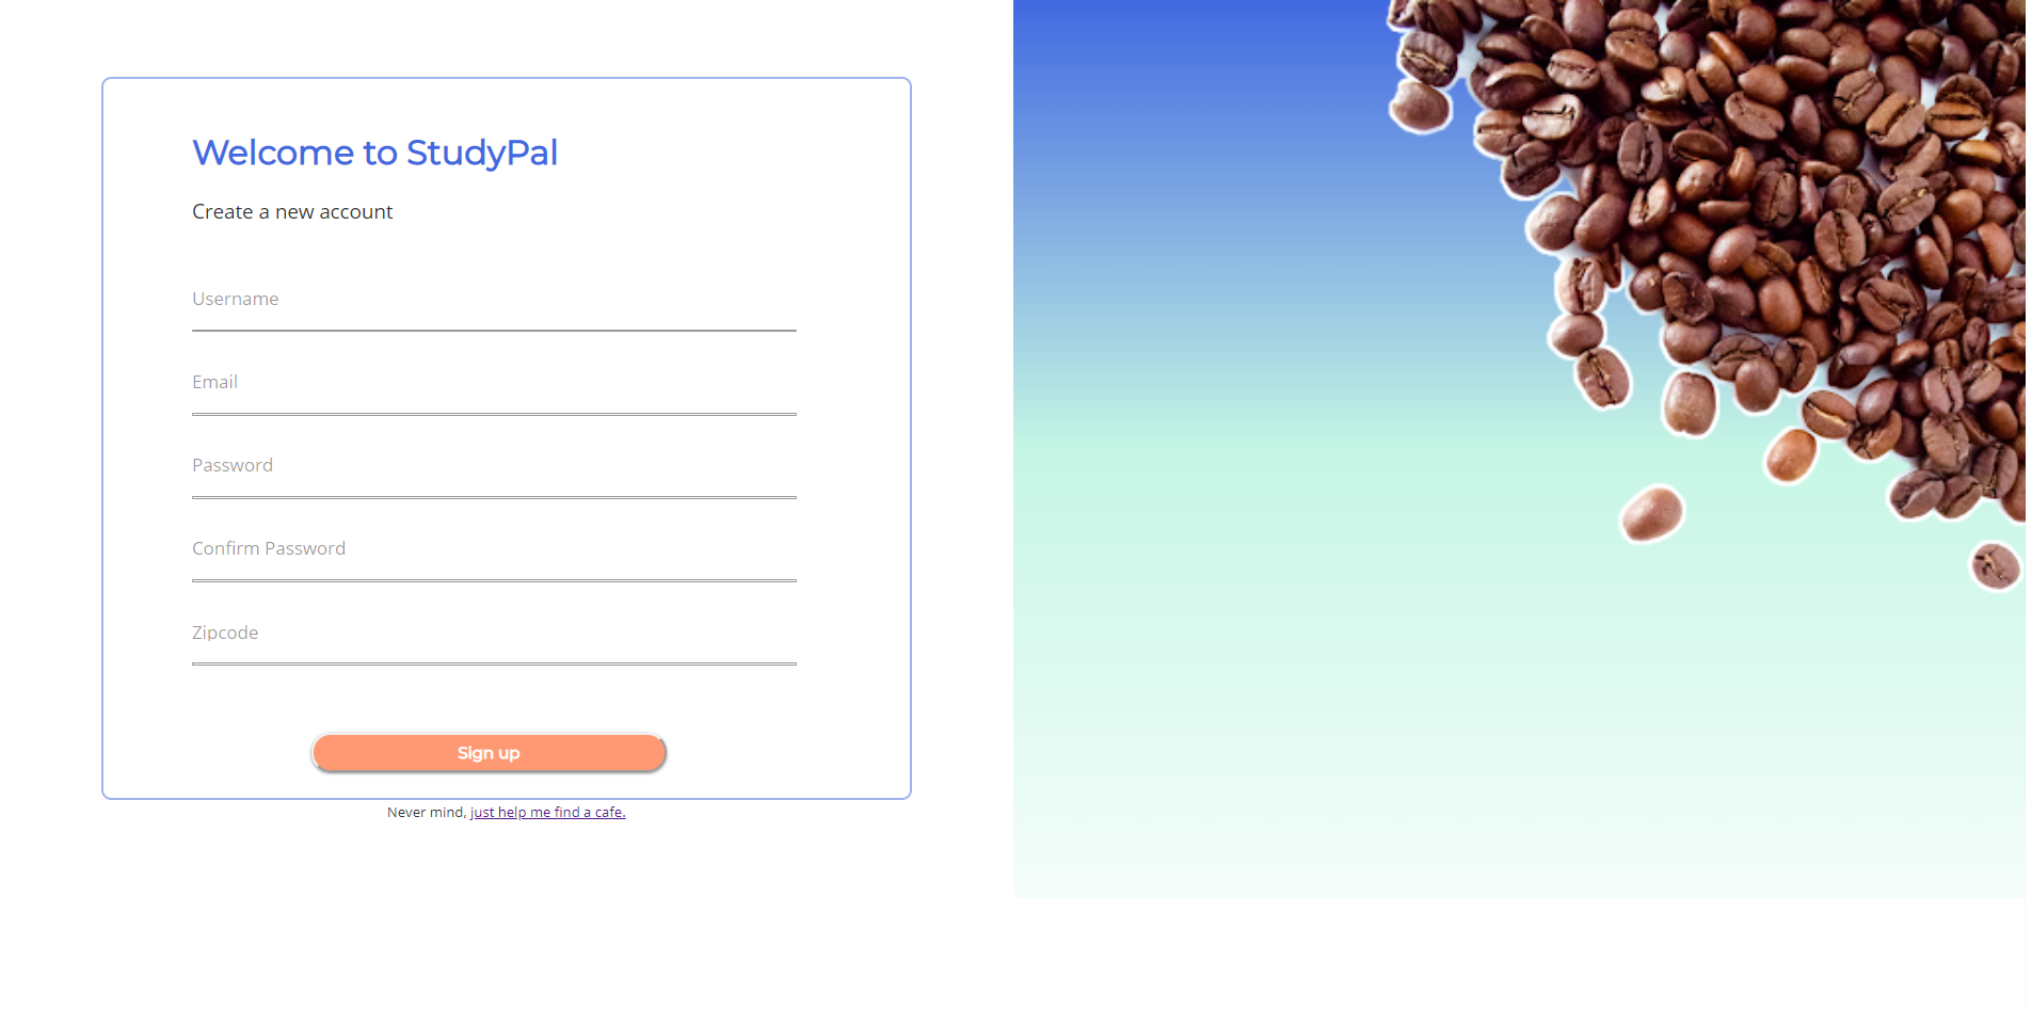 Welcome to StudyPal
Create a new account
Username
Email
Password
Confirm Password
Zipcode
Sign up
Never mind, just help me find a cafe.